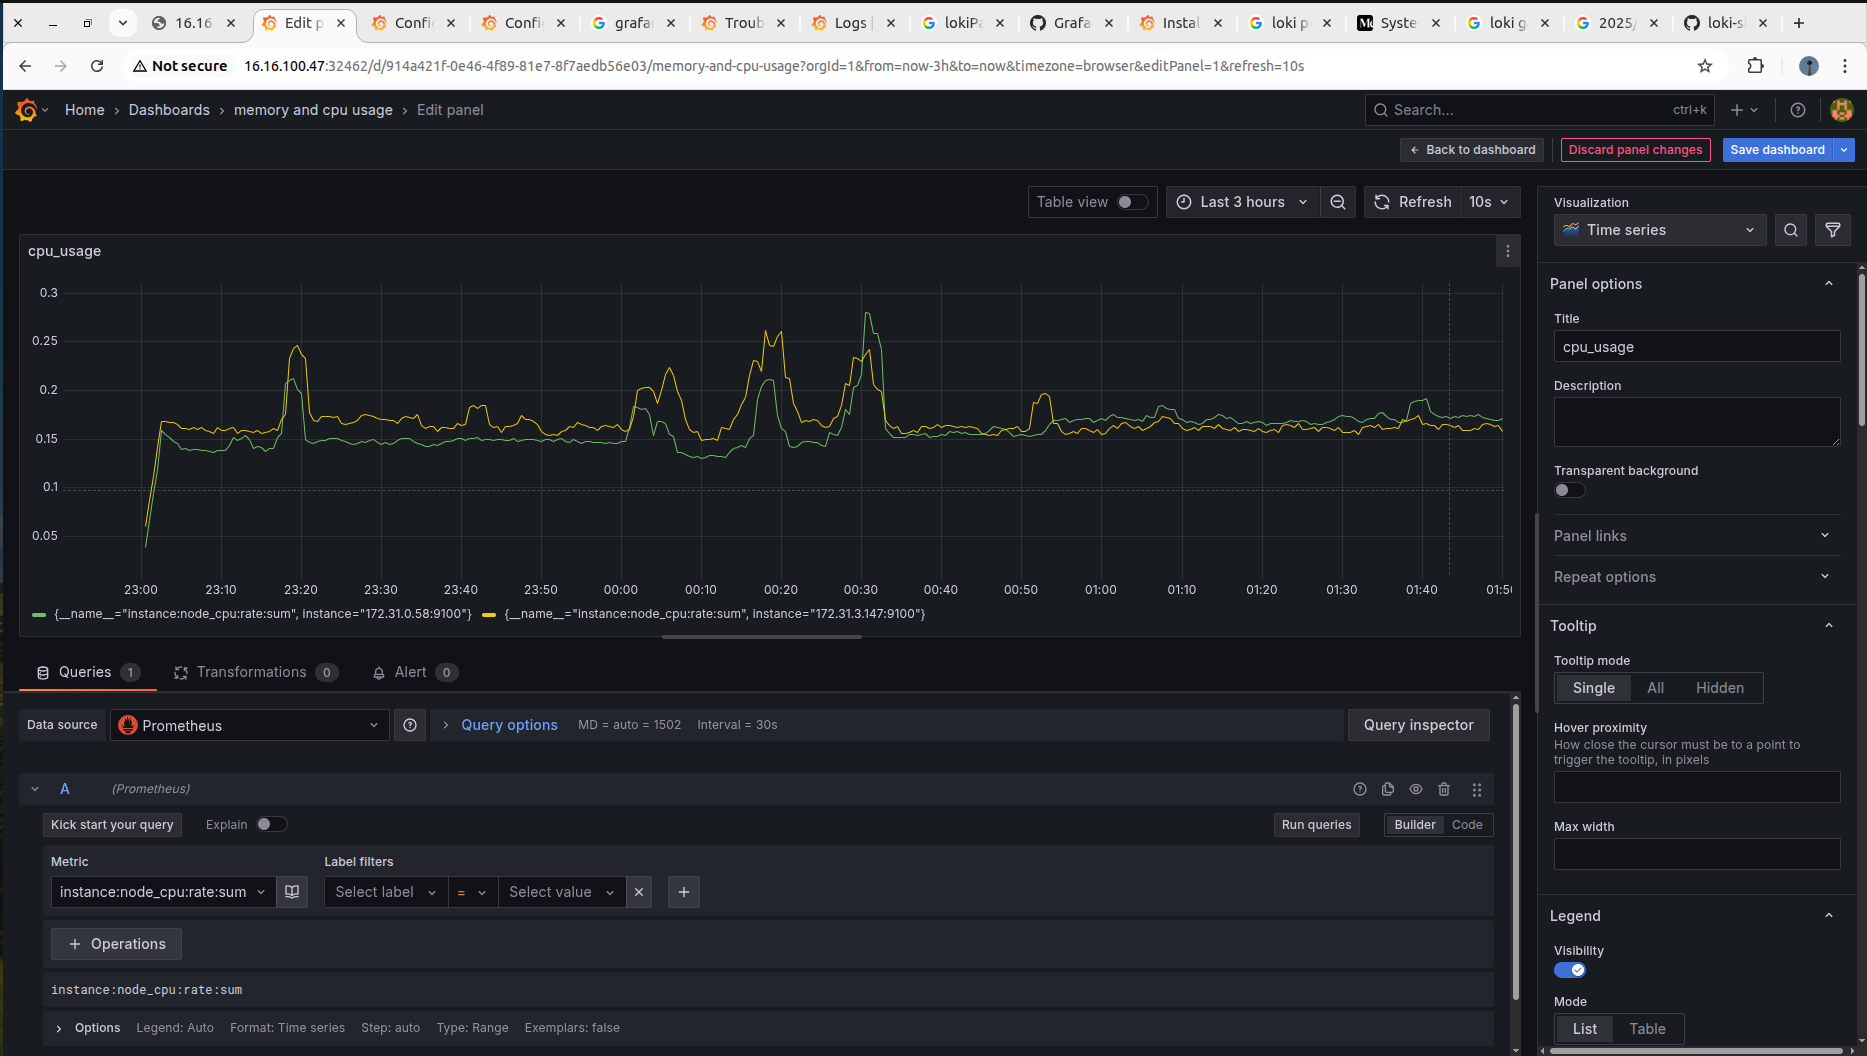 16.16
Edit p
Confi
Confi
grafa
Troub
Logs |
lokiPa
Grafa
Instal
loki p
Syste
loki g
2025/
loki-si
Not secure
16.16.100.47:32462/d/914a421f-0e46-4f89-81e7-8f7aedb56e03/memory-and-cpu-usage?orgId=1&from=now-3h&to=now&timezone=browser&editPanel=1&refresh=10s
Home › Dashboards › memory and cpu usage › Edit panel
Search... ctrl+k
← Back to dashboard
Discard panel changes
Save dashboard
Table view
Last 3 hours
Refresh 10s
Visualization
Time series
cpu_usage
0.3
0.25
0.2
0.15
0.1
0.05
23:00 23:10 23:20 23:30 23:40 23:50 00:00 00:10 00:20 00:30 00:40 00:50 01:00 01:10 01:20 01:30 01:40
{__name__="instance:node_cpu:rate:sum", instance="172.31.0.58:9100"} {__name__="instance:node_cpu:rate:sum", instance="172.31.3.147:9100"}
Queries 1
Transformations 0
Alert 0
Data source
Prometheus
Query options MD = auto = 1502 Interval = 30s
Query inspector
A (Prometheus)
Kick start your query
Explain
Run queries
Builder Code
Metric
Label filters
instance:node_cpu:rate:sum
Select label = Select value
+ Operations
instance:node_cpu:rate:sum
Options Legend: Auto Format: Time series Step: auto Type: Range Exemplars: false
Panel options
Title
cpu_usage
Description
Transparent background
Panel links
Repeat options
Tooltip
Tooltip mode
Single All Hidden
Hover proximity
How close the cursor must be to a point to
trigger the tooltip, in pixels
Max width
Legend
Visibility
Mode
List Table